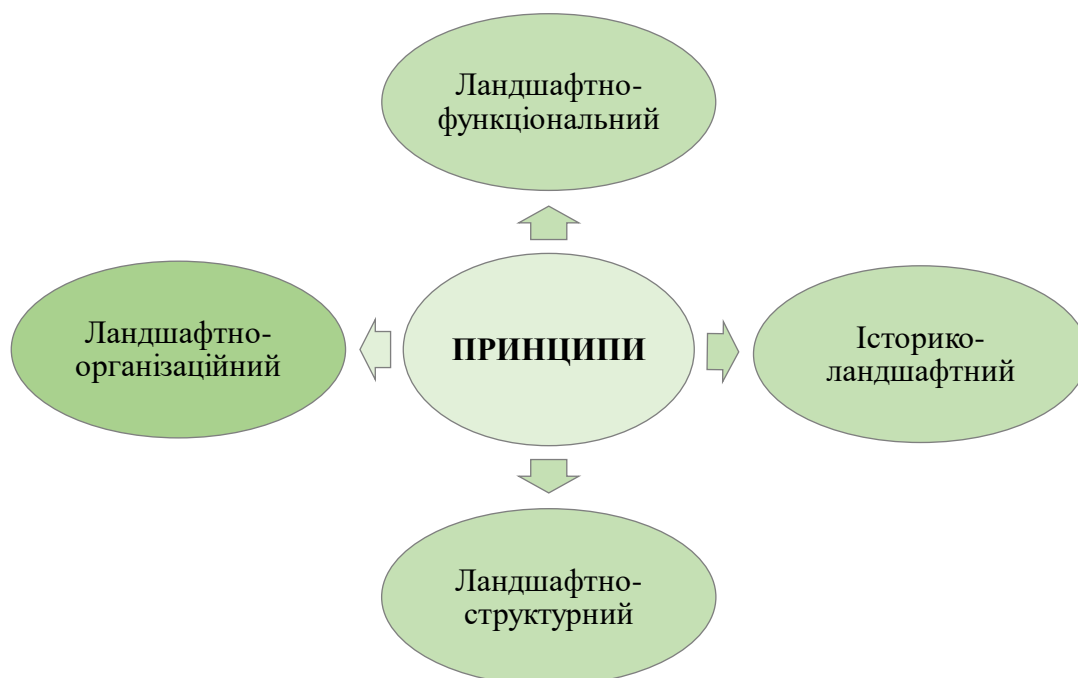 Ландшафтно-
функціональний
Ландшафтно-
організаційний
ПРИНЦИПИ
Історико-
ландшафтний
Ландшафтно-
структурний